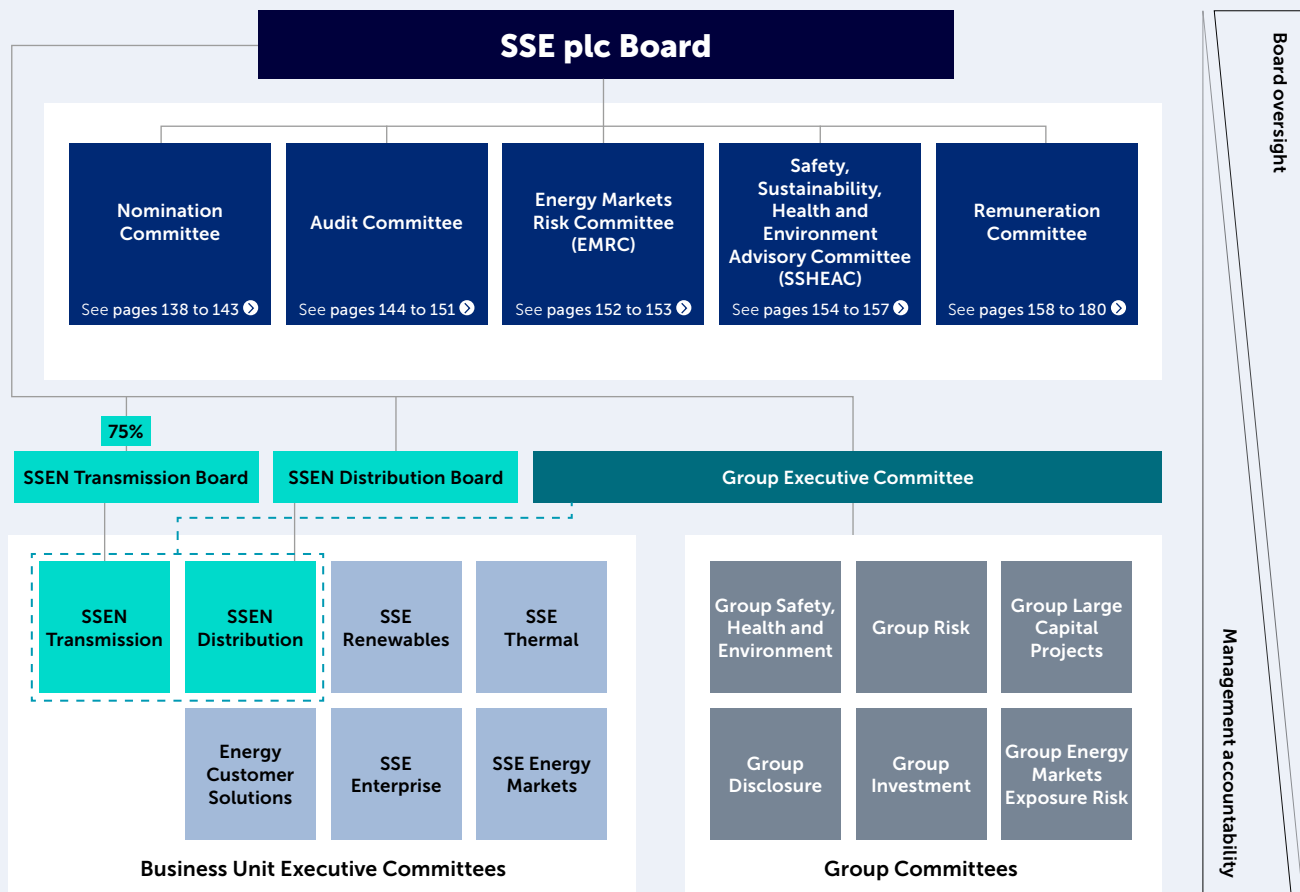 SSE plc Board
Nomination
Committee
See pages 138 to 143
Audit Committee
See pages 144 to 151
Energy Markets
Risk Committee
(EMRC)
See pages 152 to 153
Safety,
Sustainability,
Health and
Environment
Advisory Committee
(SSHEAC)
See pages 154 to 157
Remuneration
Committee
See pages 158 to 180
75%
SSEN Transmission Board
SSEN Distribution Board
Group Executive Committee
SSEN
Transmission
SSEN
Distribution
SSE
Renewables
SSE
Thermal
Energy
Customer
Solutions
SSE
Enterprise
SSE Energy
Markets
Business Unit Executive Committees
Group Safety,
Health and
Environment
Group Risk
Group Large
Capital
Projects
Group
Disclosure
Group
Investment
Group Energy
Markets
Exposure Risk
Group Committees
Board oversight
Management accountability